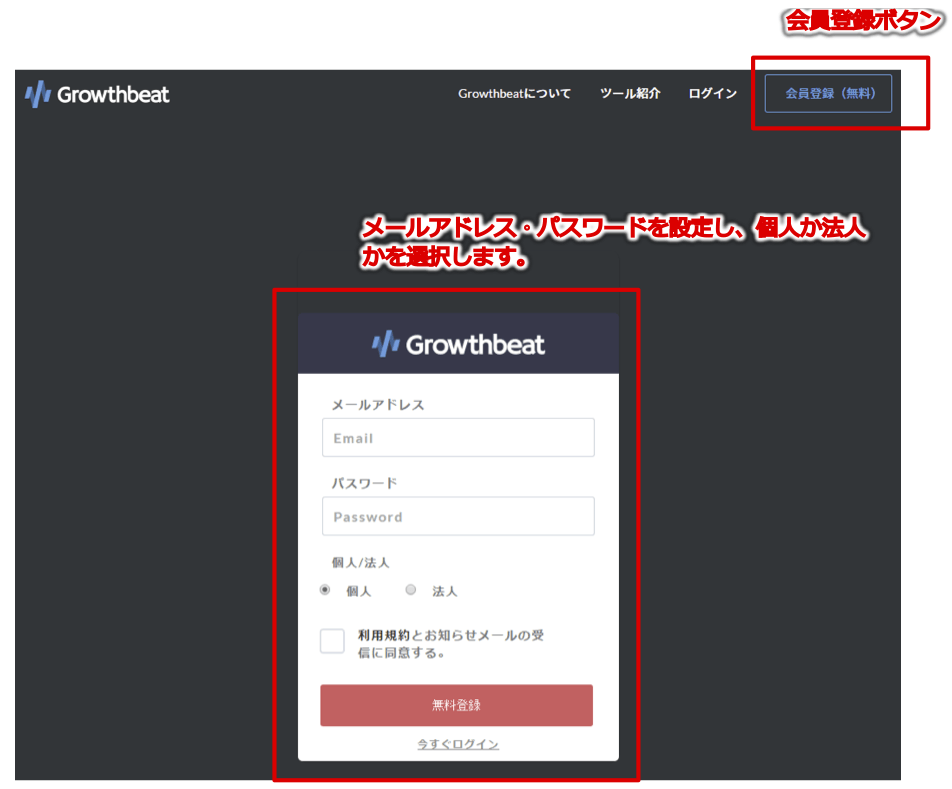 会員登録ボタン
Growthbeat
Growthbeatについて ツール紹介 ログイン 会員登録（無料）
メールアドレス・パスワードを設定し、個人か法人
かを選択します。
Growthbeat
メールアドレス
Email
パスワード
Password
個人/法人
個人 法人
利用規約とお知らせメールの受
信に同意する。
無料登録
今すぐログイン